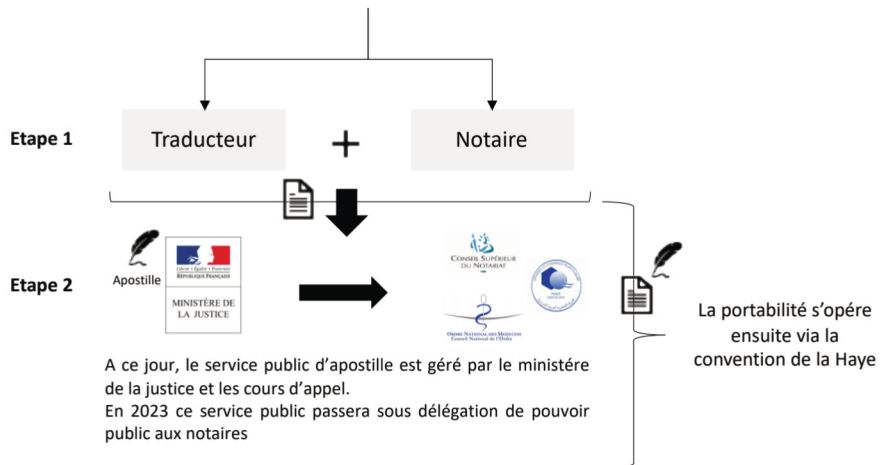 Etape 1
Traducteur
Notaire
Etape 2
Apostille
Liberté • Égalité • Fraternité
RÉPUBLIQUE FRANÇAISE
MINISTÈRE DE
LA JUSTICE
CONSEIL SUPÉRIEUR
DU NOTARIAT
ORDRE NATIONAL DES MEDECINS
Conseil National de l'Ordre
La portabilité s'opére
ensuite via la
convention de la Haye
A ce jour, le service public d'apostille est géré par le ministére
de la justice et les cours d'appel.
En 2023 ce service public passera sous délégation de pouvoir
public aux notaires